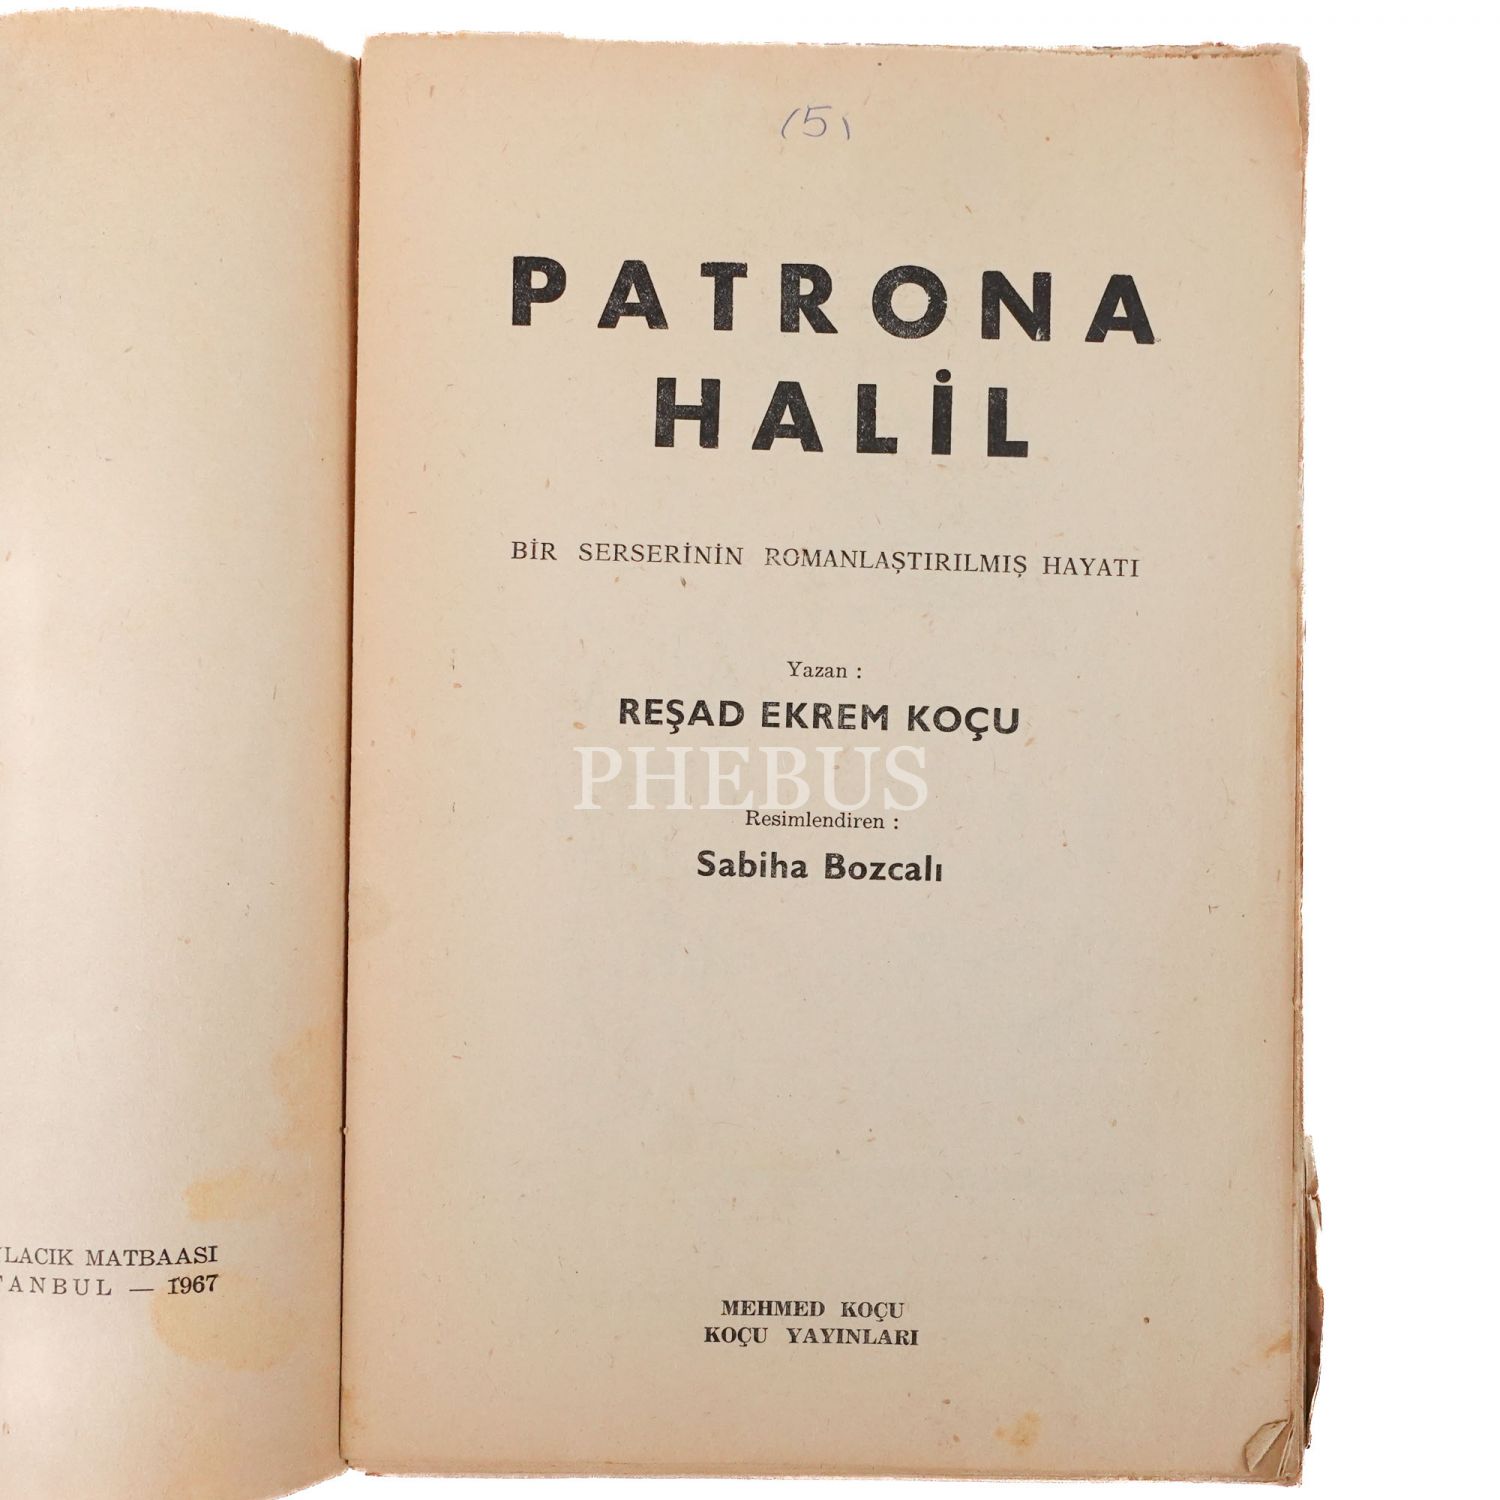 MATBAASI
— 1967
(5)
PATRONA
HALİL
BİR SERSERİNİN ROMANLAŞTIRILMIŞ HAYATI
Yazan :
REŞAD EKREM KOÇU
PHEBUS
Resimlendiren :
Sabiha Bozcalı
MEHMED KOÇU
KOÇU YAYINLARI